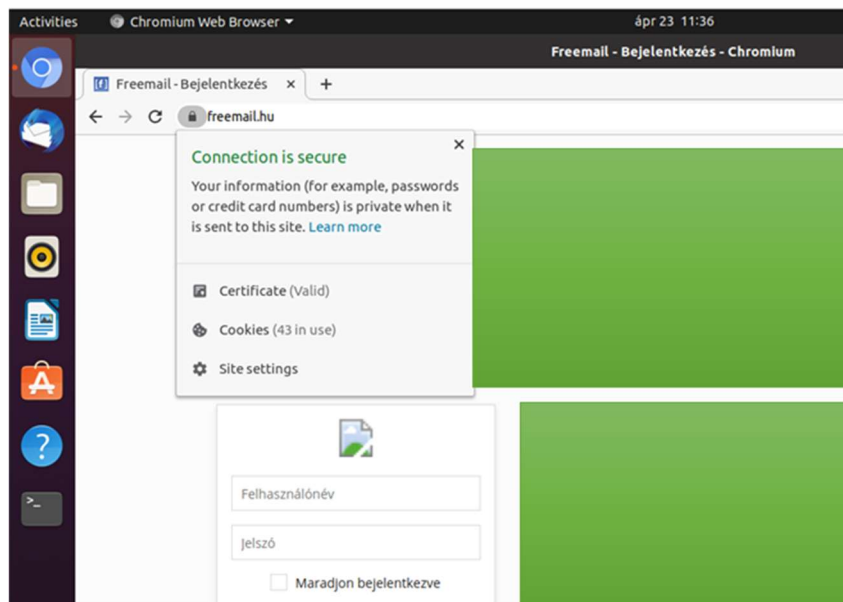 Activities
Chromium Web Browser
ápr 23 11:36
Freemail - Bejelentkezés - Chromium
Freemail - Bejelentkezés
freemail.hu
Connection is secure
Your information (for example, passwords
or credit card numbers) is private when it
is sent to this site. Learn more
Certificate (Valid)
Cookies (43 in use)
Site settings
Felhasználónév
Jelszó
Maradjon bejelentkezve